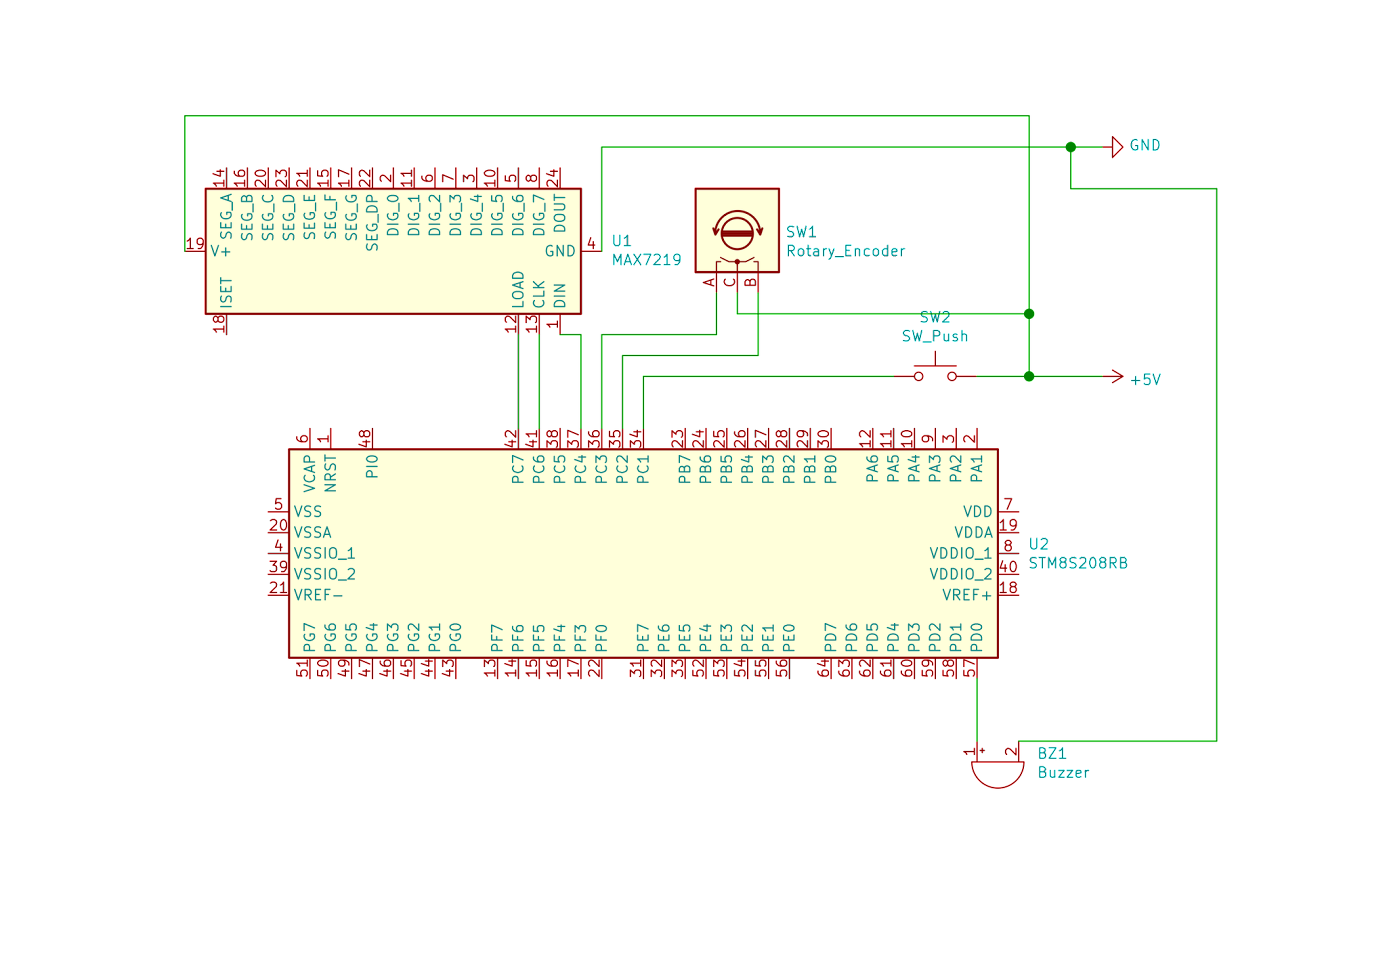 GND
14 16 20 23 21 15 17 22 2 11 6 7 3 10 5 8 24
SEG_A SEG_B SEG_C SEG_D SEG_E SEG_F SEG_G SEG_DP DIG_0 DIG_1 DIG_2 DIG_3 DIG_4 DIG_5 DIG_6 DIG_7 DOUT
19 V+ GND 4
U1
MAX7219
SW1
Rotary_Encoder
ISET LOAD CLK DIN
18 12 13 1
A C B
SW2
SW_Push
+5V
6 1 48 42 41 38 37 36 35 34 23 24 25 26 27 28 29 30 12 11 10 9 3 2
VCAP NRST PI0 PC7 PC6 PC5 PC4 PC3 PC2 PC1 PB7 PB6 PB5 PB4 PB3 PB2 PB1 PB0 PA6 PA5 PA4 PA3 PA2 PA1
5 VSS VDD 7
20 VSSA VDDA 19
4 VSSIO_1 VDDIO_1 8
39 VSSIO_2 VDDIO_2 40
21 VREF- VREF+ 18
U2
STM8S208RB
PG7 PG6 PG5 PG4 PG3 PG2 PG1 PG0 PF7 PF6 PF5 PF4 PF3 PF0 PE7 PE6 PE5 PE4 PE3 PE2 PE1 PE0 PD7 PD6 PD5 PD4 PD3 PD2 PD1 PD0
51 50 49 47 46 45 44 43 13 14 15 16 17 22 31 32 33 52 53 54 55 56 64 63 62 61 60 59 58 57
1 + 2
BZ1
Buzzer